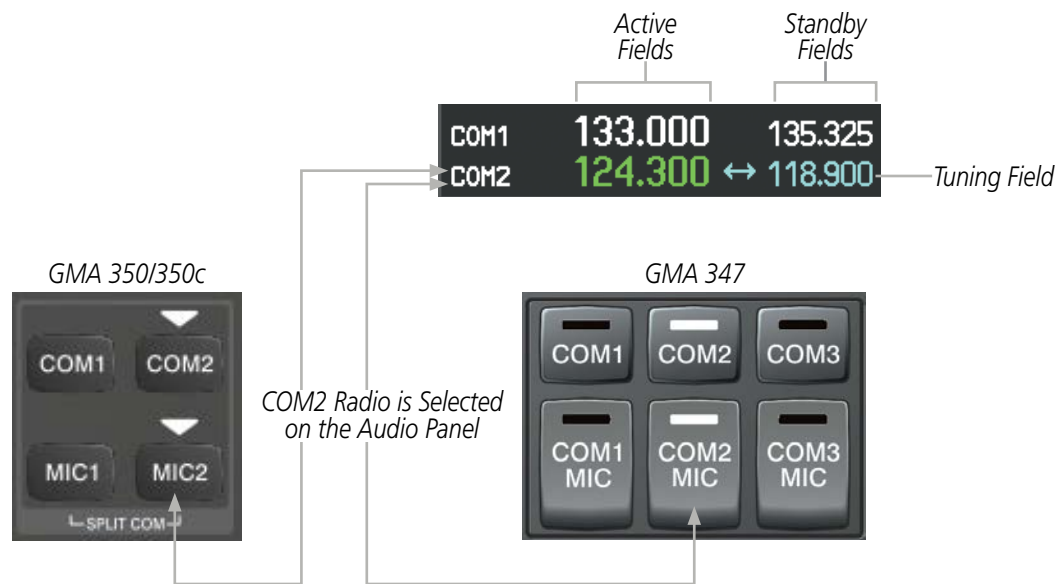 Active
Fields
Standby
Fields
COM1 133.000 135.325
COM2 124.300 ↔ 118.900
Tuning Field
GMA 350/350c
COM1 COM2
MIC1 MIC2
SPLIT COM
COM2 Radio is Selected
on the Audio Panel
GMA 347
COM1 COM2 COM3
COM1
MIC
COM2
MIC
COM3
MIC